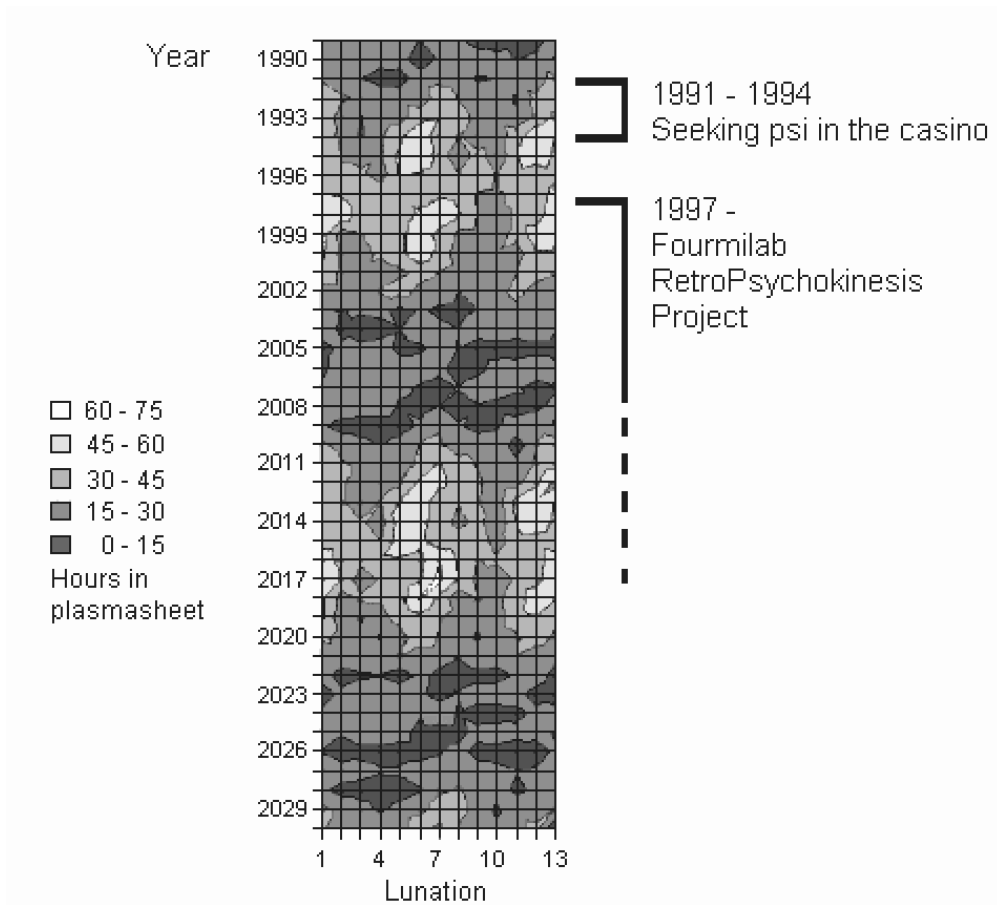 Year
1990
1993
1996
1999
2002
2005
2008
2011
2014
2017
2020
2023
2026
2029
1991 - 1994
Seeking psi in the casino
1997 -
Fourmilab
RetroPsychokinesis
Project
60 - 75
45 - 60
30 - 45
15 - 30
0 - 15
Hours in
plasmasheet
1 4 7 10 13
Lunation